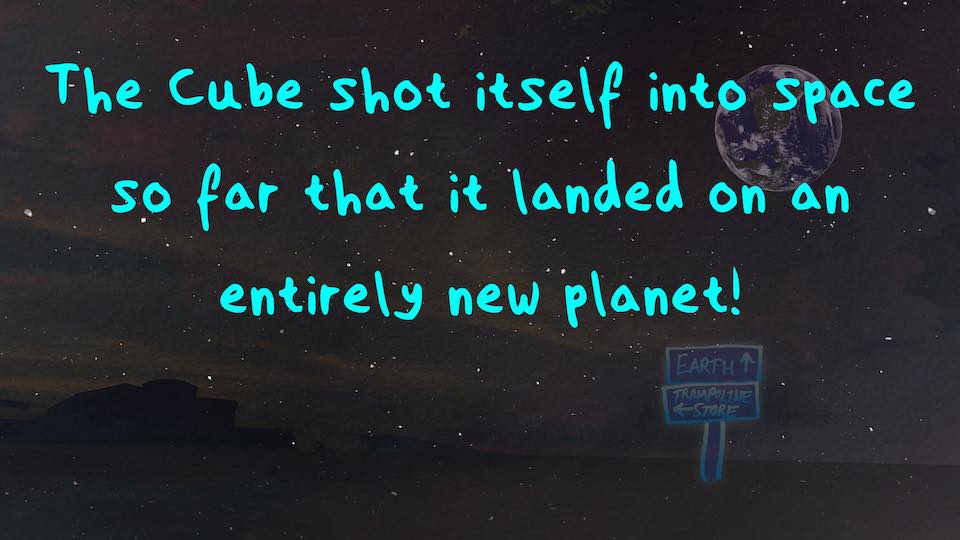 The Cube shot itself into space
so far that it landed on an
entirely new planet!
EARTH ↑
TRAMPOLINE
← STORE